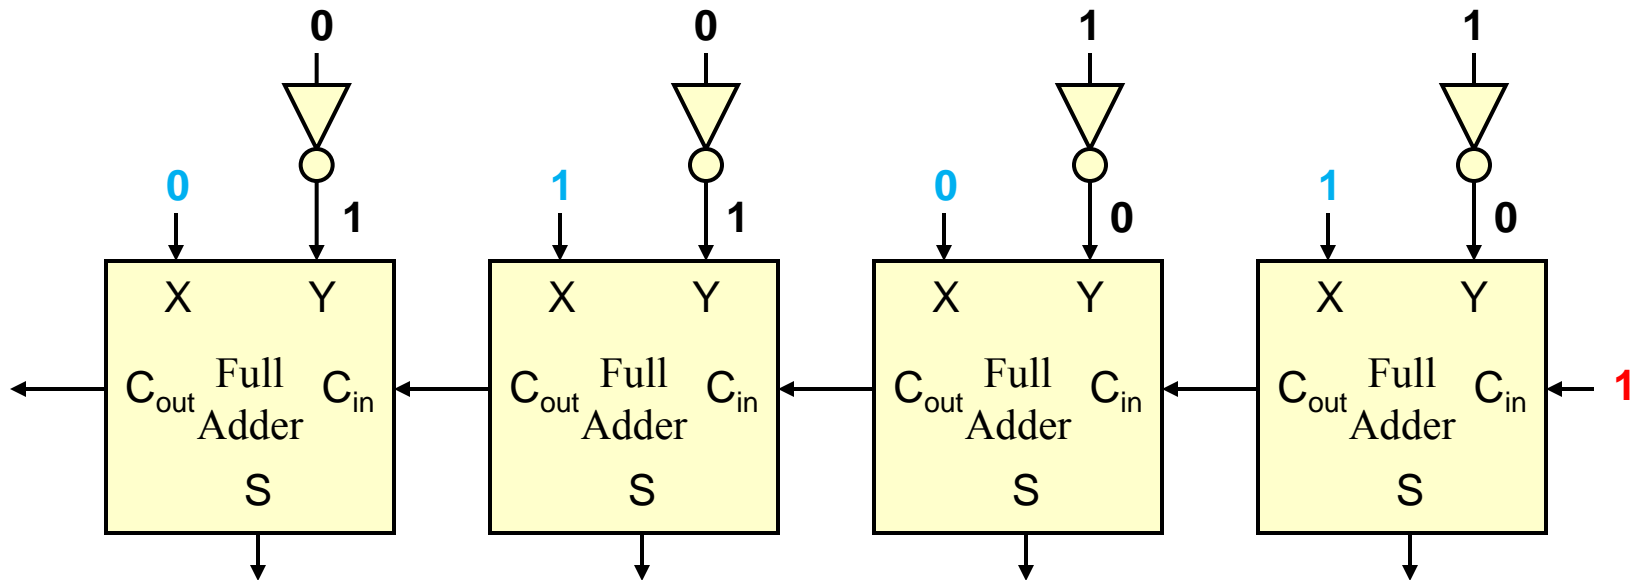 0 0 1 1
0 1 0 1
1 1 0 0
X Y X Y X Y X Y
Cout Full Cin Cout Full Cin Cout Full Cin Cout Full Cin 1
Adder Adder Adder Adder
S S S S